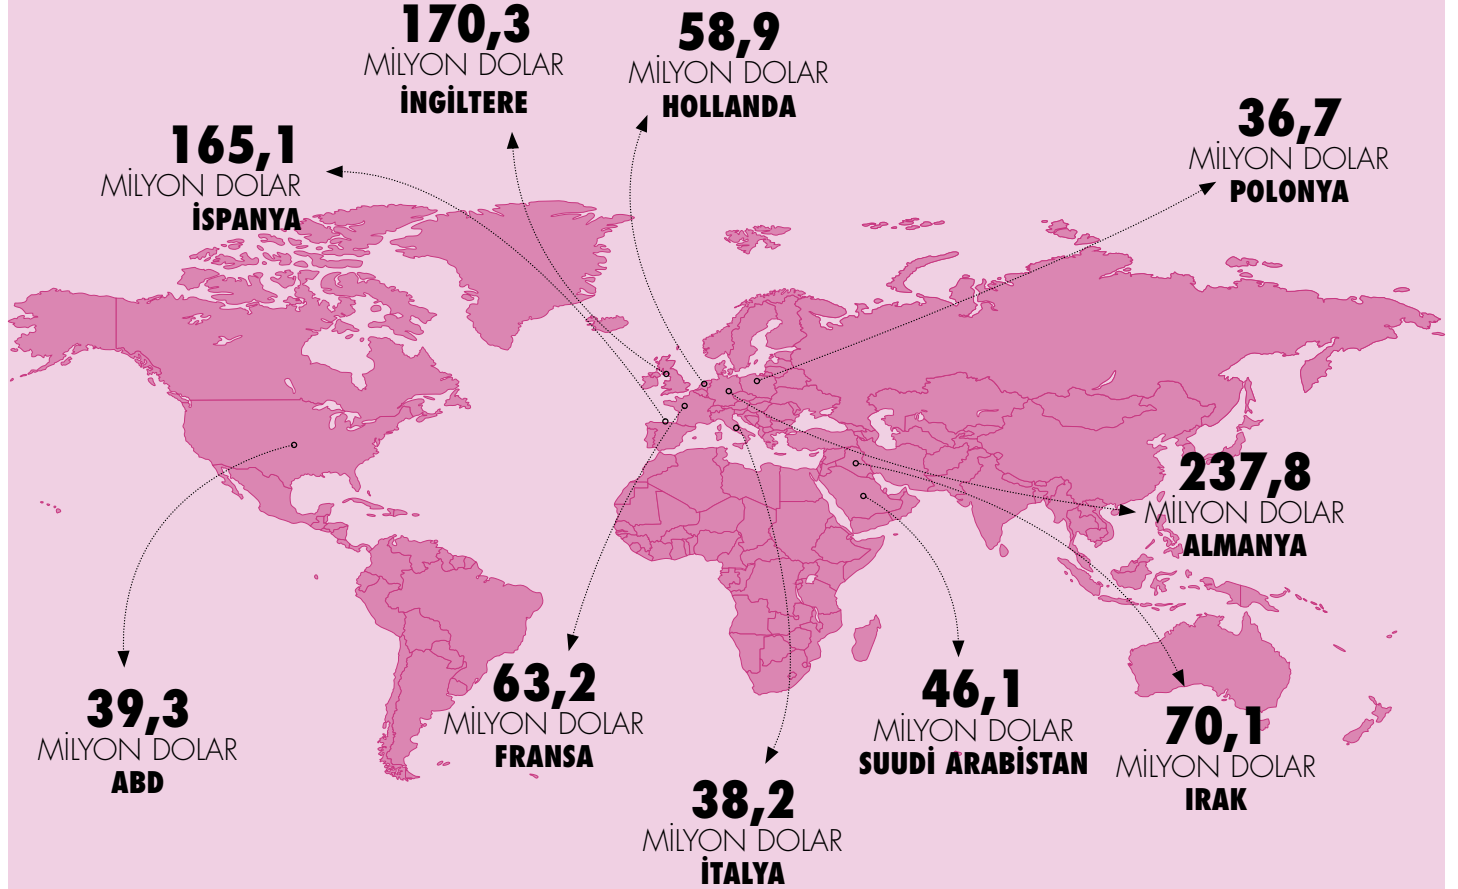 170,3
MİLYON DOLAR
İNGİLTERE
58,9
MİLYON DOLAR
HOLLANDA
36,7
MİLYON DOLAR
POLONYA
165,1
MİLYON DOLAR
İSPANYA
237,8
MİLYON DOLAR
ALMANYA
39,3
MİLYON DOLAR
ABD
63,2
MİLYON DOLAR
FRANSA
46,1
MİLYON DOLAR
SUUDİ ARABİSTAN
70,1
MİLYON DOLAR
IRAK
38,2
MİLYON DOLAR
İTALYA